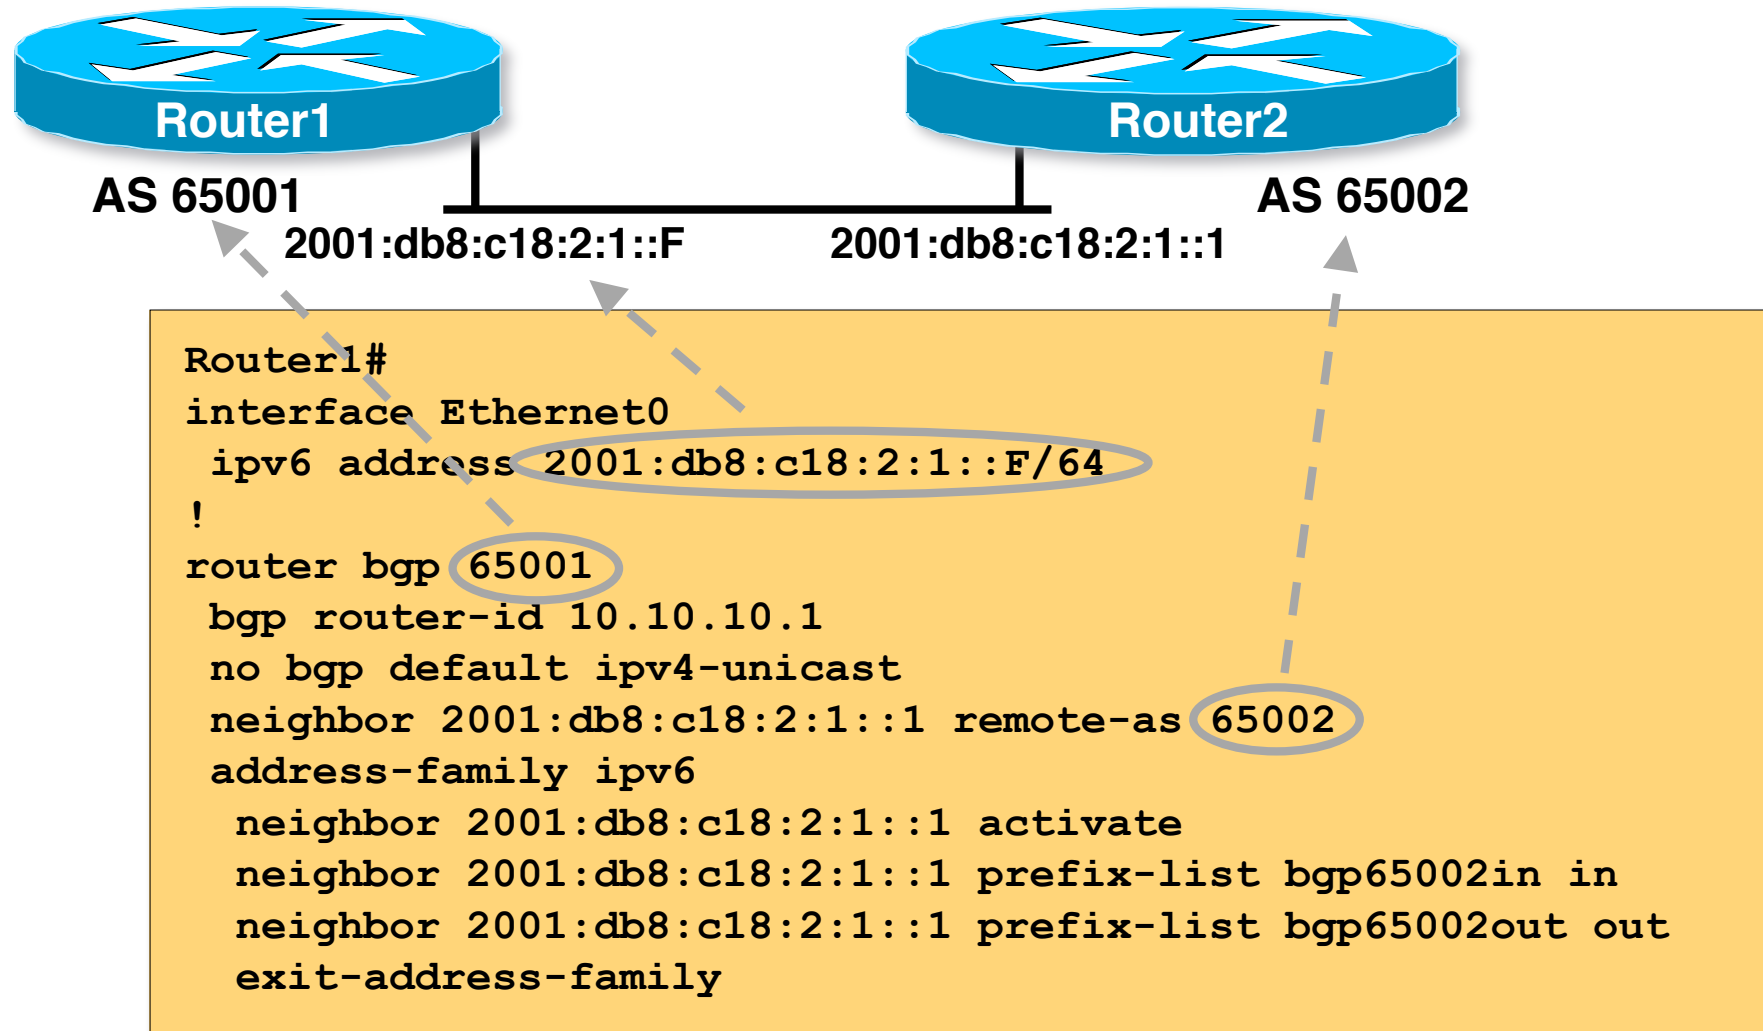 Router1
Router2
AS 65001
AS 65002
2001:db8:c18:2:1::F
2001:db8:c18:2:1::1
Router1#
interface Ethernet0
ipv6 address 2001:db8:c18:2:1::F/64
!
router bgp 65001
bgp router-id 10.10.10.1
no bgp default ipv4-unicast
neighbor 2001:db8:c18:2:1::1 remote-as 65002
address-family ipv6
neighbor 2001:db8:c18:2:1::1 activate
neighbor 2001:db8:c18:2:1::1 prefix-list bgp65002in in
neighbor 2001:db8:c18:2:1::1 prefix-list bgp65002out out
exit-address-family